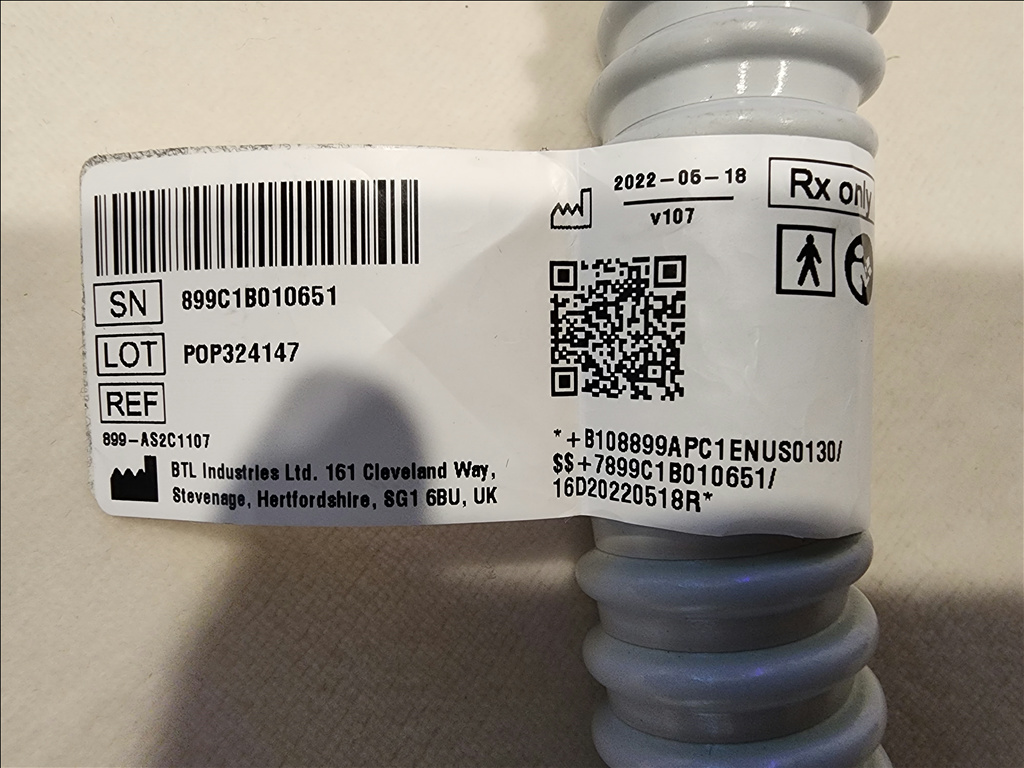 SN 899C1B010651
LOT POP324147
REF
899-AS2C1107
BTL Industries Ltd. 161 Cleveland Way,
Stevenage, Hertfordshire, SG1 6BU, UK
2022-05-18
v107
Rx only
*+B108899APC1ENUS0130/
$$+7899C1B010651/
16D20220518R*